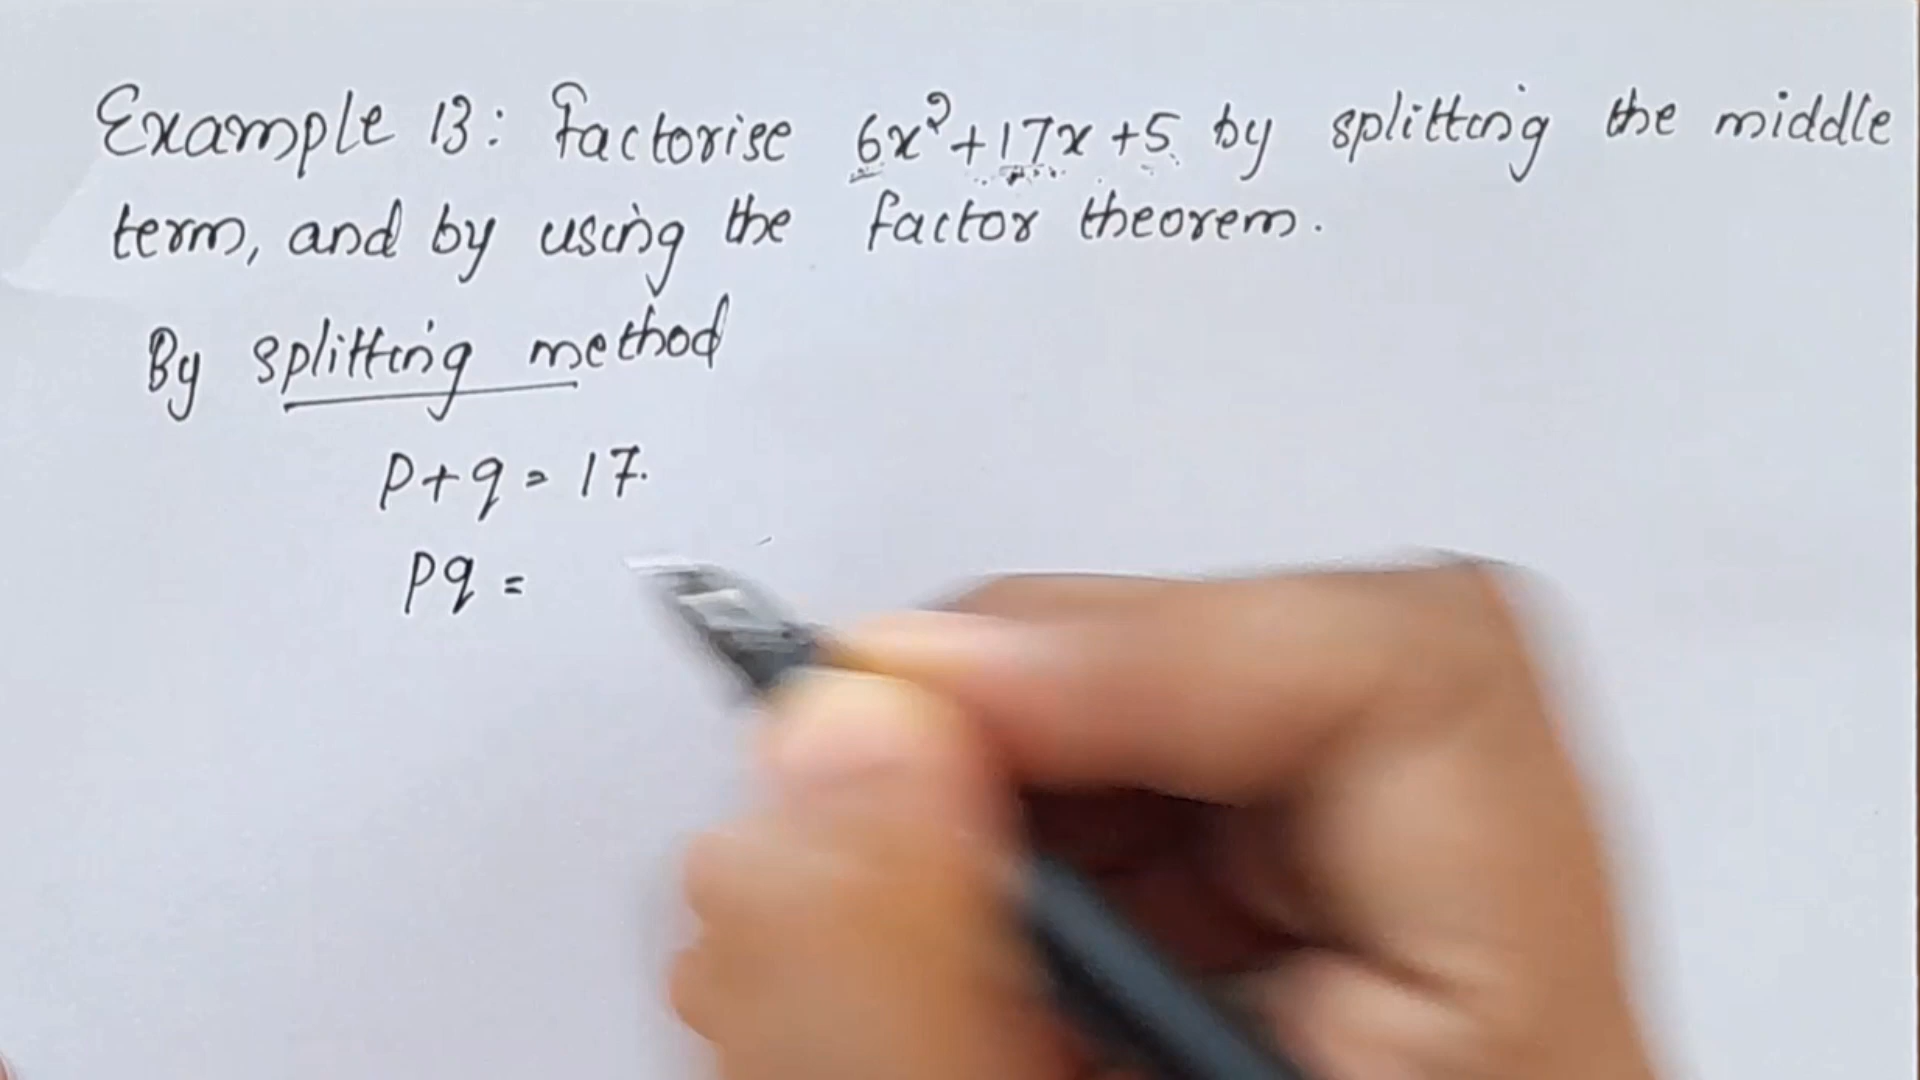 Example 13: Factorise 6x²+17x+5 by splitting the middle
term, and by using the factor theorem.
By splitting method
p+q = 17.
pq =